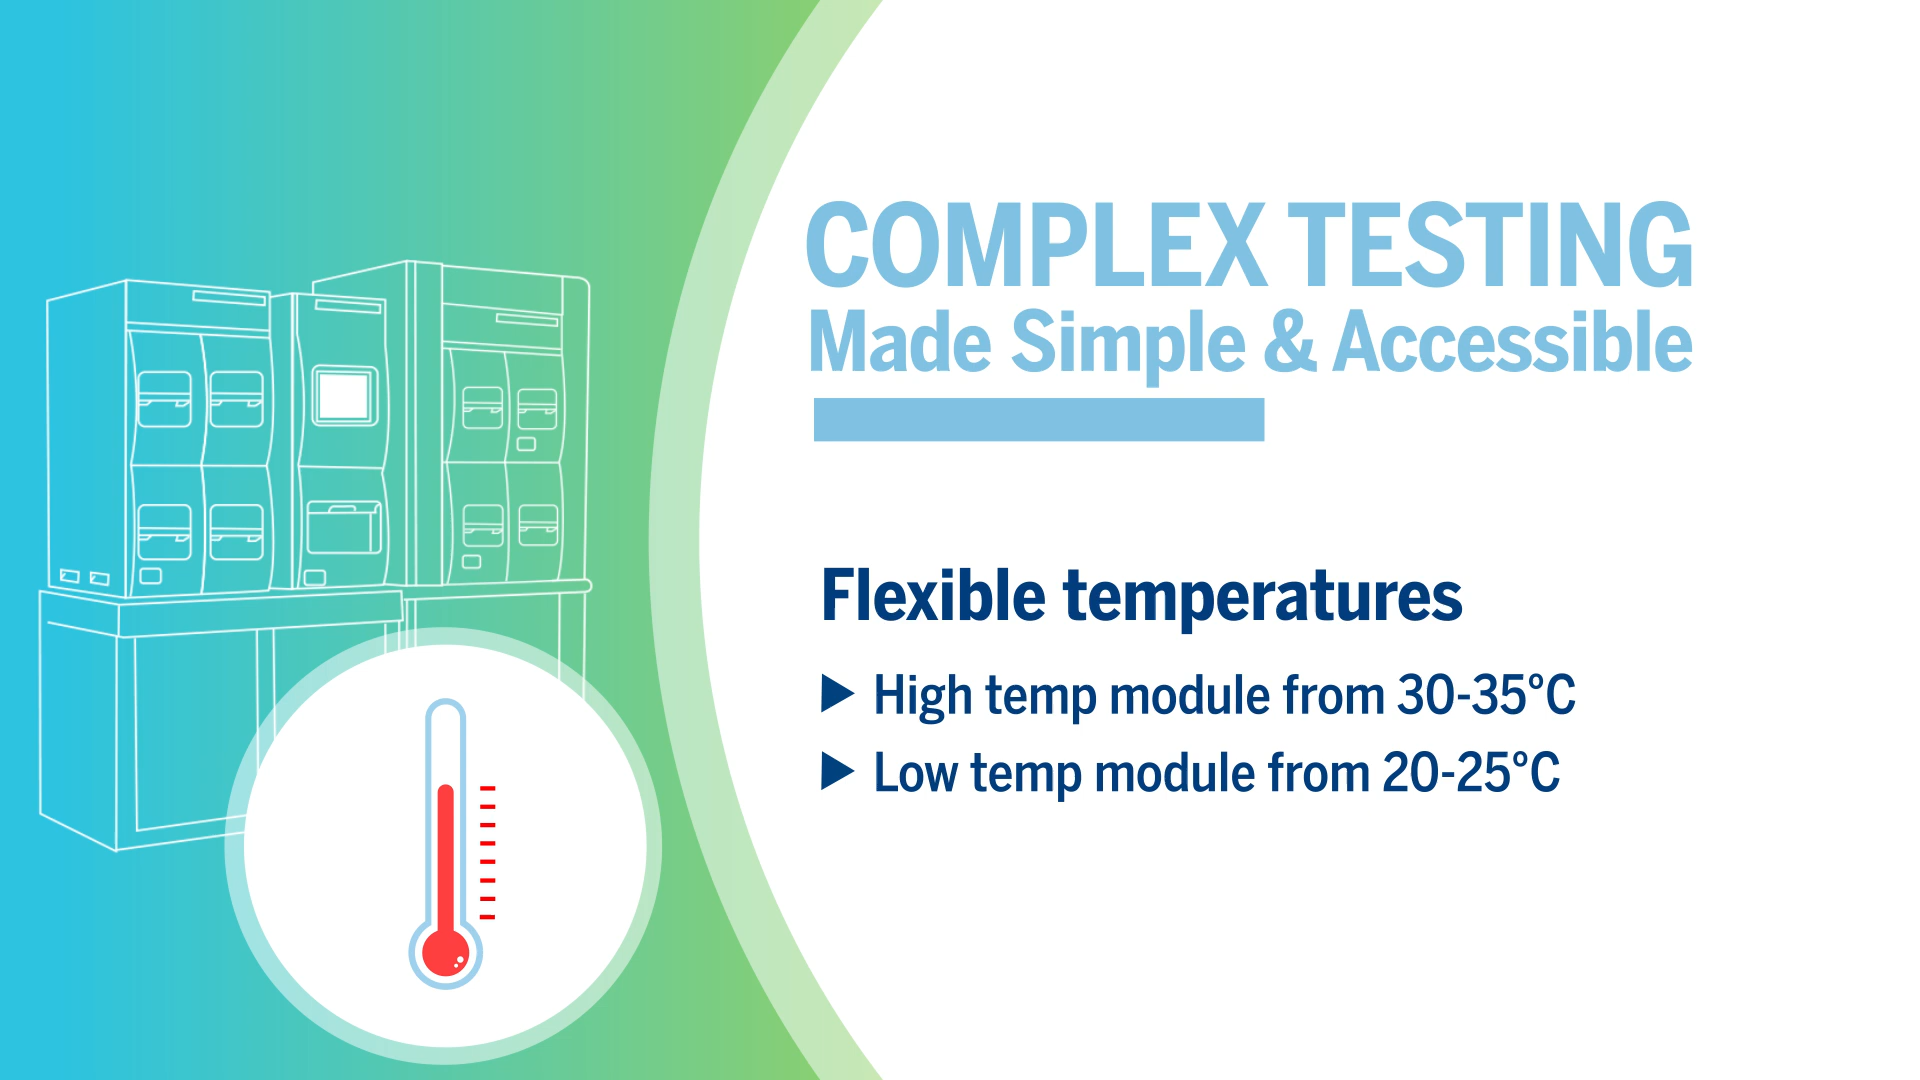 COMPLEX TESTING
Made Simple & Accessible
Flexible temperatures
High temp module from 30-35°C
Low temp module from 20-25°C